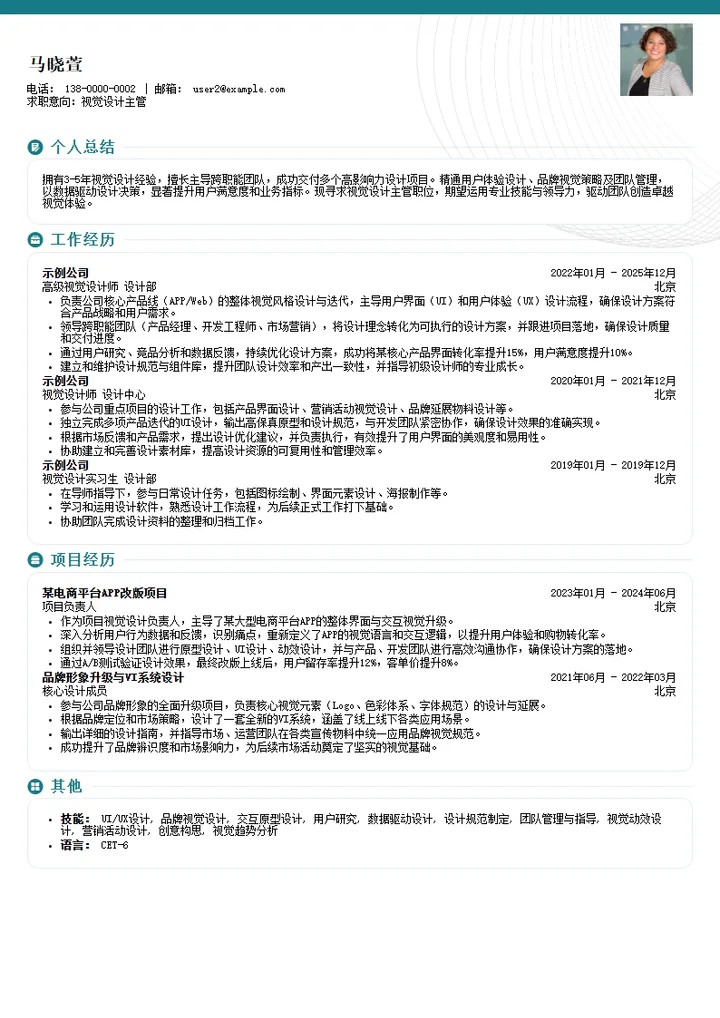 马晓萱
电话： 138-0000-0002 | 邮箱： user2@example.com
求职意向：视觉设计主管
个人总结
拥有3-5年视觉设计经验，擅长主导跨职能团队，成功交付多个高影响力设计项目。精通用户体验设计、品牌视觉策略及团队管理，
以数据驱动设计决策，显著提升用户满意度和业务指标。现寻求视觉设计主管职位，期望运用专业技能与领导力，驱动团队创造卓越
视觉体验。
工作经历
示例公司 2022年01月 - 2025年12月
高级视觉设计师 设计部 北京
• 负责公司核心产品线（APP/Web）的整体视觉风格设计与迭代，主导用户界面（UI）和用户体验（UX）设计流程，确保设计方案符
合产品战略和用户需求。
• 领导跨职能团队（产品经理、开发工程师、市场营销），将设计理念转化为可执行的设计方案，并跟进项目落地，确保设计质量
和交付进度。
• 通过用户研究、竞品分析和数据反馈，持续优化设计方案，成功将某核心产品界面转化率提升15%，用户满意度提升10%。
• 建立和维护设计规范与组件库，提升团队设计效率和产出一致性，并指导初级设计师的专业成长。
示例公司 2020年01月 - 2021年12月
视觉设计师 设计中心 北京
• 参与公司重点项目的设计工作，包括产品界面设计、营销活动视觉设计、品牌延展物料设计等。
• 独立完成多项产品迭代的UI设计，输出高保真原型和设计规范，与开发团队紧密协作，确保设计效果的准确实现。
• 根据市场反馈和产品需求，提出设计优化建议，并负责执行，有效提升了用户界面的美观度和易用性。
• 协助建立和完善设计素材库，提高设计资源的可复用性和管理效率。
示例公司 2019年01月 - 2019年12月
视觉设计实习生 设计部 北京
• 在导师指导下，参与日常设计任务，包括图标绘制、界面元素设计、海报制作等。
• 学习和运用设计软件，熟悉设计工作流程，为后续正式工作打下基础。
• 协助团队完成设计资料的整理和归档工作。
项目经历
某电商平台APP改版项目 2023年01月 - 2024年06月
项目负责人 北京
• 作为项目视觉设计负责人，主导了某大型电商平台APP的整体界面与交互视觉升级。
• 深入分析用户行为数据和反馈，识别痛点，重新定义了APP的视觉语言和交互逻辑，以提升用户体验和购物转化率。
• 组织并领导设计团队进行原型设计、UI设计、动效设计，并与产品、开发团队进行高效沟通协作，确保设计方案的落地。
• 通过A/B测试验证设计效果，最终改版上线后，用户留存率提升12%，客单价提升8%。
品牌形象升级与VI系统设计 2021年06月 - 2022年03月
核心设计成员 北京
• 参与公司品牌形象的全面升级项目，负责核心视觉元素（Logo、色彩体系、字体规范）的设计与延展。
• 根据品牌定位和市场策略，设计了一套全新的VI系统，涵盖了线上线下各类应用场景。
• 输出详细的设计指南，并指导市场、运营团队在各类宣传物料中统一应用品牌视觉规范。
• 成功提升了品牌辨识度和市场影响力，为后续市场活动奠定了坚实的视觉基础。
其他
• 技能： UI/UX设计, 品牌视觉设计, 交互原型设计, 用户研究, 数据驱动设计, 设计规范制定, 团队管理与指导, 视觉动效设
计, 营销活动设计, 创意构思, 视觉趋势分析
• 语言： CET-6